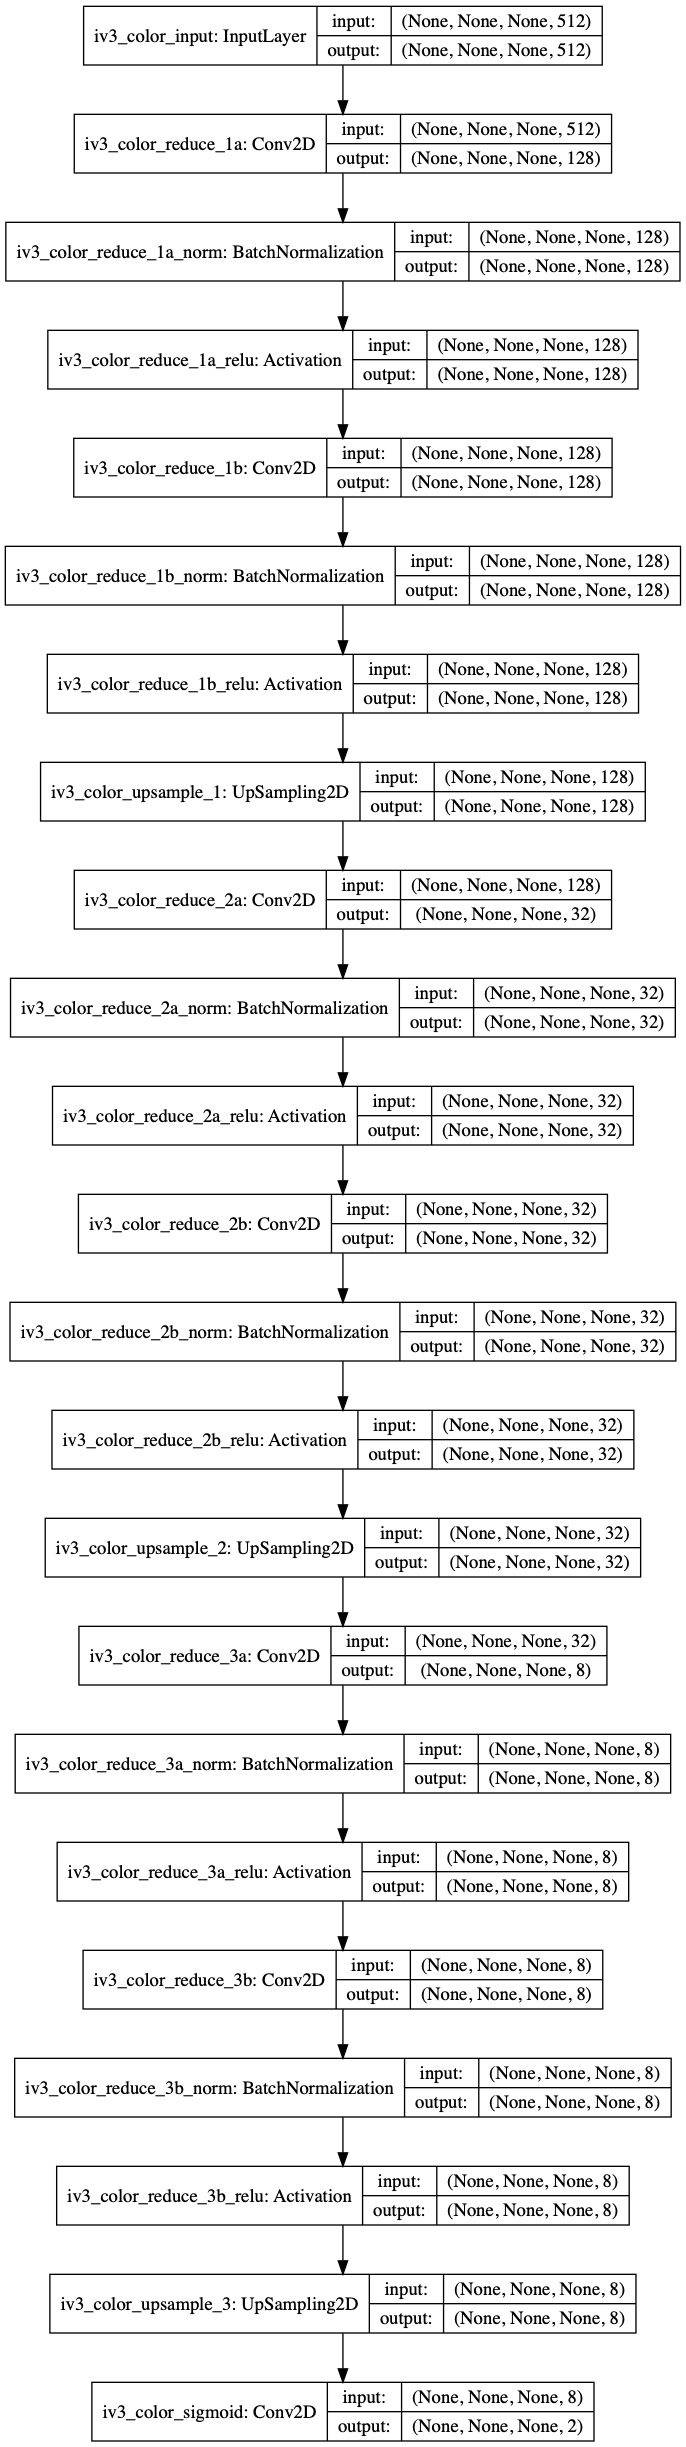 iv3_color_input: InputLayer
input: (None, None, None, 512)
output: (None, None, None, 512)
iv3_color_reduce_1a: Conv2D
input: (None, None, None, 512)
output: (None, None, None, 128)
iv3_color_reduce_1a_norm: BatchNormalization
input: (None, None, None, 128)
output: (None, None, None, 128)
iv3_color_reduce_1a_relu: Activation
input: (None, None, None, 128)
output: (None, None, None, 128)
iv3_color_reduce_1b: Conv2D
input: (None, None, None, 128)
output: (None, None, None, 128)
iv3_color_reduce_1b_norm: BatchNormalization
input: (None, None, None, 128)
output: (None, None, None, 128)
iv3_color_reduce_1b_relu: Activation
input: (None, None, None, 128)
output: (None, None, None, 128)
iv3_color_upsample_1: UpSampling2D
input: (None, None, None, 128)
output: (None, None, None, 128)
iv3_color_reduce_2a: Conv2D
input: (None, None, None, 128)
output: (None, None, None, 32)
iv3_color_reduce_2a_norm: BatchNormalization
input: (None, None, None, 32)
output: (None, None, None, 32)
iv3_color_reduce_2a_relu: Activation
input: (None, None, None, 32)
output: (None, None, None, 32)
iv3_color_reduce_2b: Conv2D
input: (None, None, None, 32)
output: (None, None, None, 32)
iv3_color_reduce_2b_norm: BatchNormalization
input: (None, None, None, 32)
output: (None, None, None, 32)
iv3_color_reduce_2b_relu: Activation
input: (None, None, None, 32)
output: (None, None, None, 32)
iv3_color_upsample_2: UpSampling2D
input: (None, None, None, 32)
output: (None, None, None, 32)
iv3_color_reduce_3a: Conv2D
input: (None, None, None, 32)
output: (None, None, None, 8)
iv3_color_reduce_3a_norm: BatchNormalization
input: (None, None, None, 8)
output: (None, None, None, 8)
iv3_color_reduce_3a_relu: Activation
input: (None, None, None, 8)
output: (None, None, None, 8)
iv3_color_reduce_3b: Conv2D
input: (None, None, None, 8)
output: (None, None, None, 8)
iv3_color_reduce_3b_norm: BatchNormalization
input: (None, None, None, 8)
output: (None, None, None, 8)
iv3_color_reduce_3b_relu: Activation
input: (None, None, None, 8)
output: (None, None, None, 8)
iv3_color_upsample_3: UpSampling2D
input: (None, None, None, 8)
output: (None, None, None, 8)
iv3_color_sigmoid: Conv2D
input: (None, None, None, 8)
output: (None, None, None, 2)